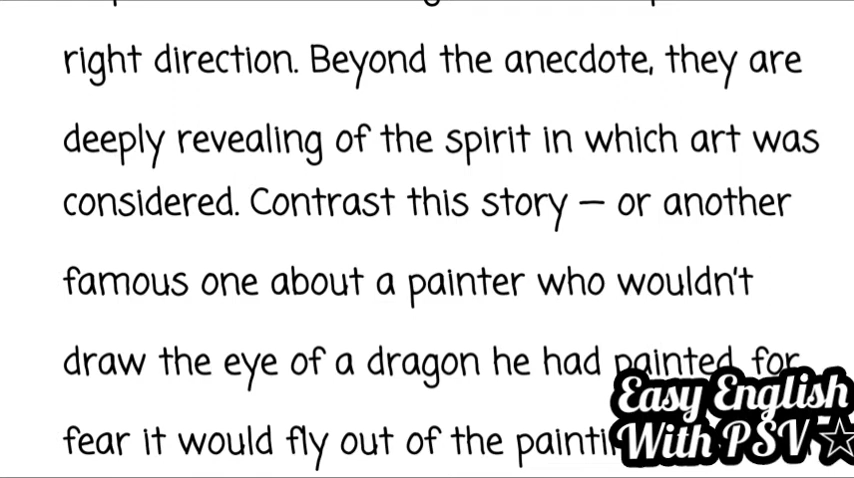 right direction. Beyond the anecdote, they are
deeply revealing of the spirit in which art was
considered. Contrast this story – or another
famous one about a painter who wouldn't
draw the eye of a dragon he had painted, for
fear it would fly out of the
Easy English
With PSV